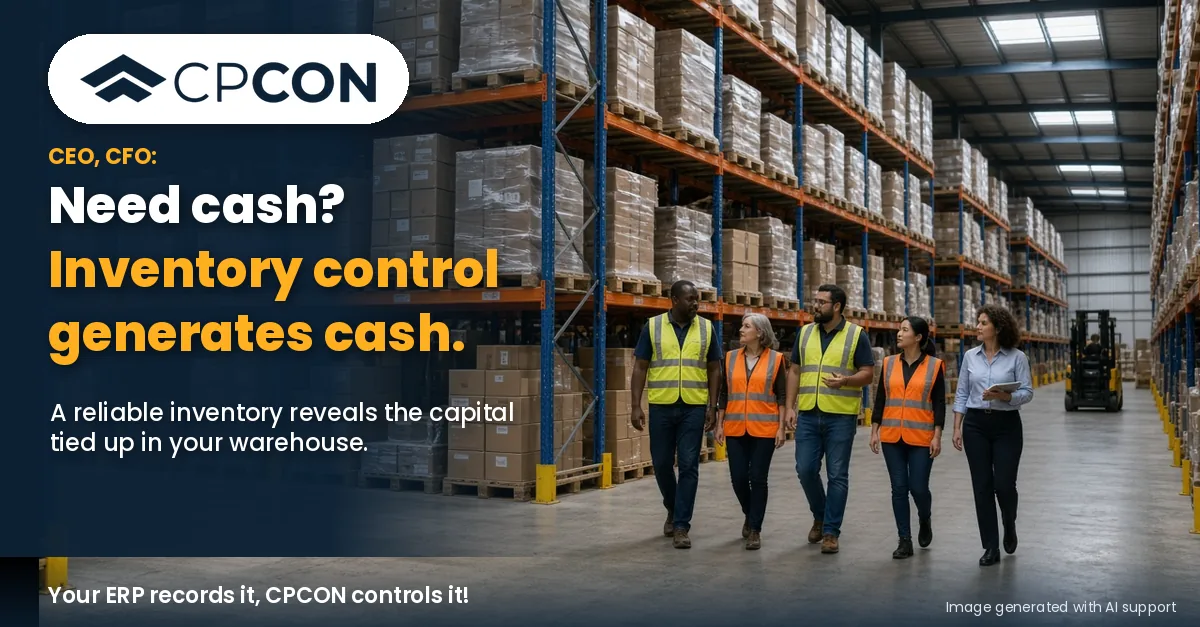 CPCON
CEO, CFO:
Need cash?
Inventory control
generates cash.
A reliable inventory reveals the capital
tied up in your warehouse.
Your ERP records it, CPCON controls it!
Image generated with AI support